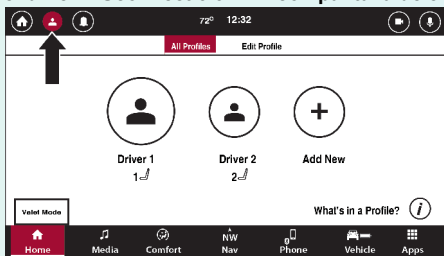 72° 12:32
All Profiles Edit Profile
Driver 1 Driver 2 Add New
1 2
What's in a Profile? i
Valet Mode
NW
Home Media Comfort Nav Phone Vehicle Apps